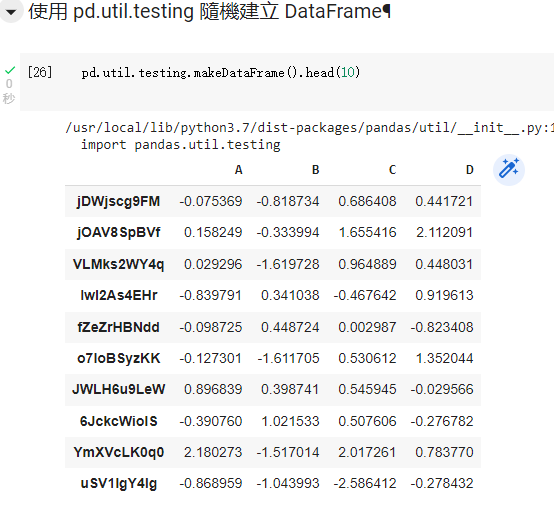 使用 pd.util.testing 隨機建立 DataFrame¶
[26] pd.util.testing.makeDataFrame().head(10)
0
秒
/usr/local/lib/python3.7/dist-packages/pandas/util/__init__.py:1
import pandas.util.testing
A B C D
jDWjscg9FM -0.075369 -0.818734 0.686408 0.441721
jOAV8SpBVf 0.158249 -0.333994 1.655416 2.112091
VLMks2WY4q 0.029296 -1.619728 0.964889 0.448031
lwI2As4EHr -0.839791 0.341038 -0.467642 0.919613
fZeZrHBNdd -0.098725 0.448724 0.002987 -0.823408
o7loBSyzKK -0.127301 -1.611705 0.530612 1.352044
JWLH6u9LeW 0.896839 0.398741 0.545945 -0.029566
6JckcWiolS -0.390760 1.021533 0.507606 -0.276782
YmXVcLK0q0 2.180273 -1.517014 2.017261 0.783770
uSV1lgY4lg -0.868959 -1.043993 -2.586412 -0.278432